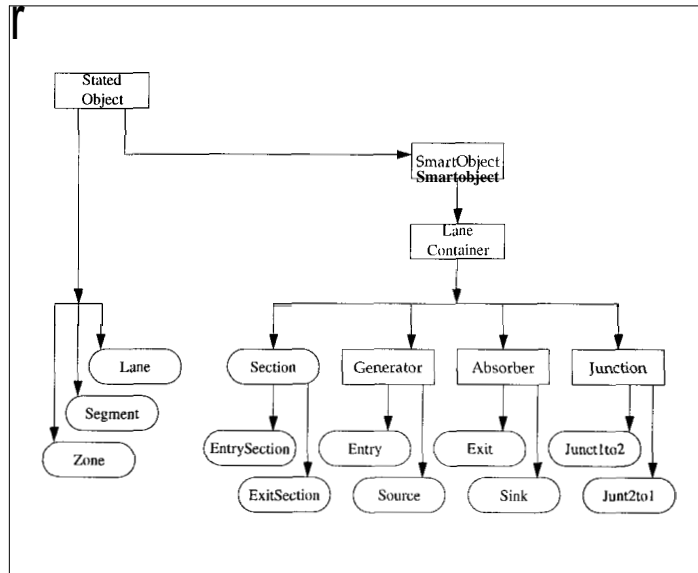 r
Stated
Object
SmartObject
Smartobject
Lane
Container
Lane
Section
Generator
Absorber
Junction
Segment
EntrySection
Entry
Exit
Junct1to2
Zone
ExitSection
Source
Sink
Junt2to1